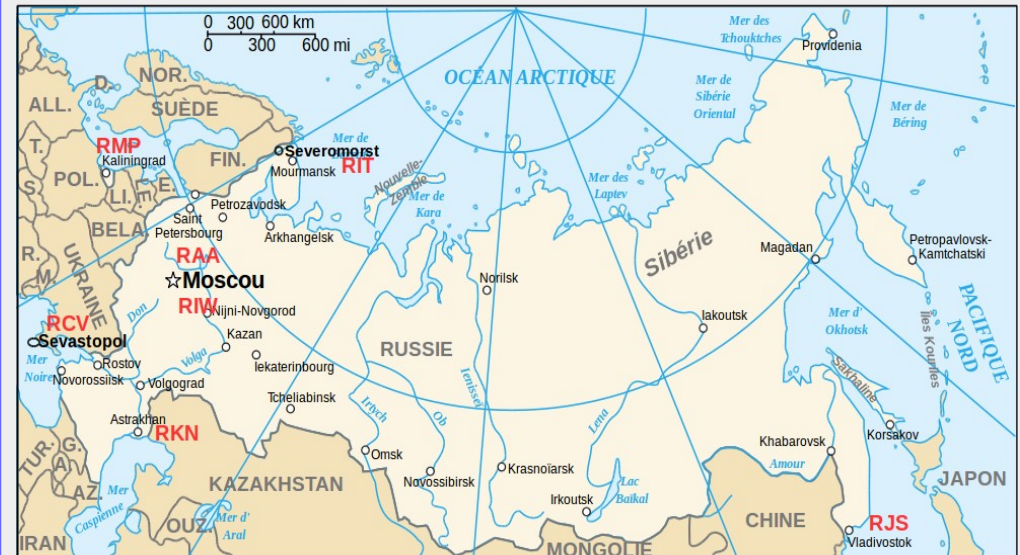 0 300 600 km
0 300 600 mi
Mer des
Tchouktches
Providenia
OCÉAN ARCTIQUE
Mer de
Sibérie
Oriental
Mer de
Béring
NOR.
D.
ALL.
SUÈDE
T.
RMP
Kaliningrad
FIN.
Severomorst
Mourmansk
Mer de
RIT
Nouvelle-
Zemble
Mer de
Kara
Mer des
Laptev
S.
POL.
LI.
L.
E.
E.
BELA.
Saint
Petersbourg
Petrozavodsk
Arkhangelsk
Sibérie
Magadan
Petropavlovsk-
Kamtchatski
R.
M.
UKRAINE
RAA
Moscou
RIW
Nijni-Novgorod
Norilsk
Iakoutsk
Mer d'
Okhotsk
Îles Kouriles
PACIFIQUE
NORD
RCV
Sevastopol
Don
Kazan
Volga
Iekaterinbourg
RUSSIE
Mer
Noire
Rostov
Novorossiisk
Volgograd
Tcheliabinsk
Ienisseï
Irtych
Ob
Lena
Sakhaline
Korsakov
Astrakhan
RKN
Omsk
Novossibirsk
Krasnoïarsk
Irkoutsk
Lac
Baïkal
Khabarovsk
Amour
TUR.
G.
A.
AZ.
Mer
Caspienne
KAZAKHSTAN
OUZ.
Mer d'
Aral
IRAN
MONGOLIE
CHINE
RJS
Vladivostok
JAPON